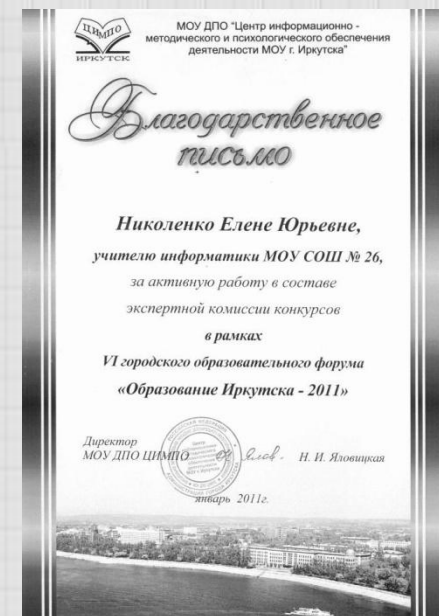 ЦИМПО
ИРКУТСК
МОУ ДПО "Центр информационно -
методического и психологического обеспечения
деятельности МОУ г. Иркутска"
Благодарственное
письмо
Николенко Елене Юрьевне,
учителю информатики МОУ СОШ № 26,
за активную работу в составе
экспертной комиссии конкурсов
в рамках
VI городского образовательного форума
«Образование Иркутска - 2011»
Директор
МОУ ДПО ЦИМПО
Н. И. Яловицкая
январь 2011г.